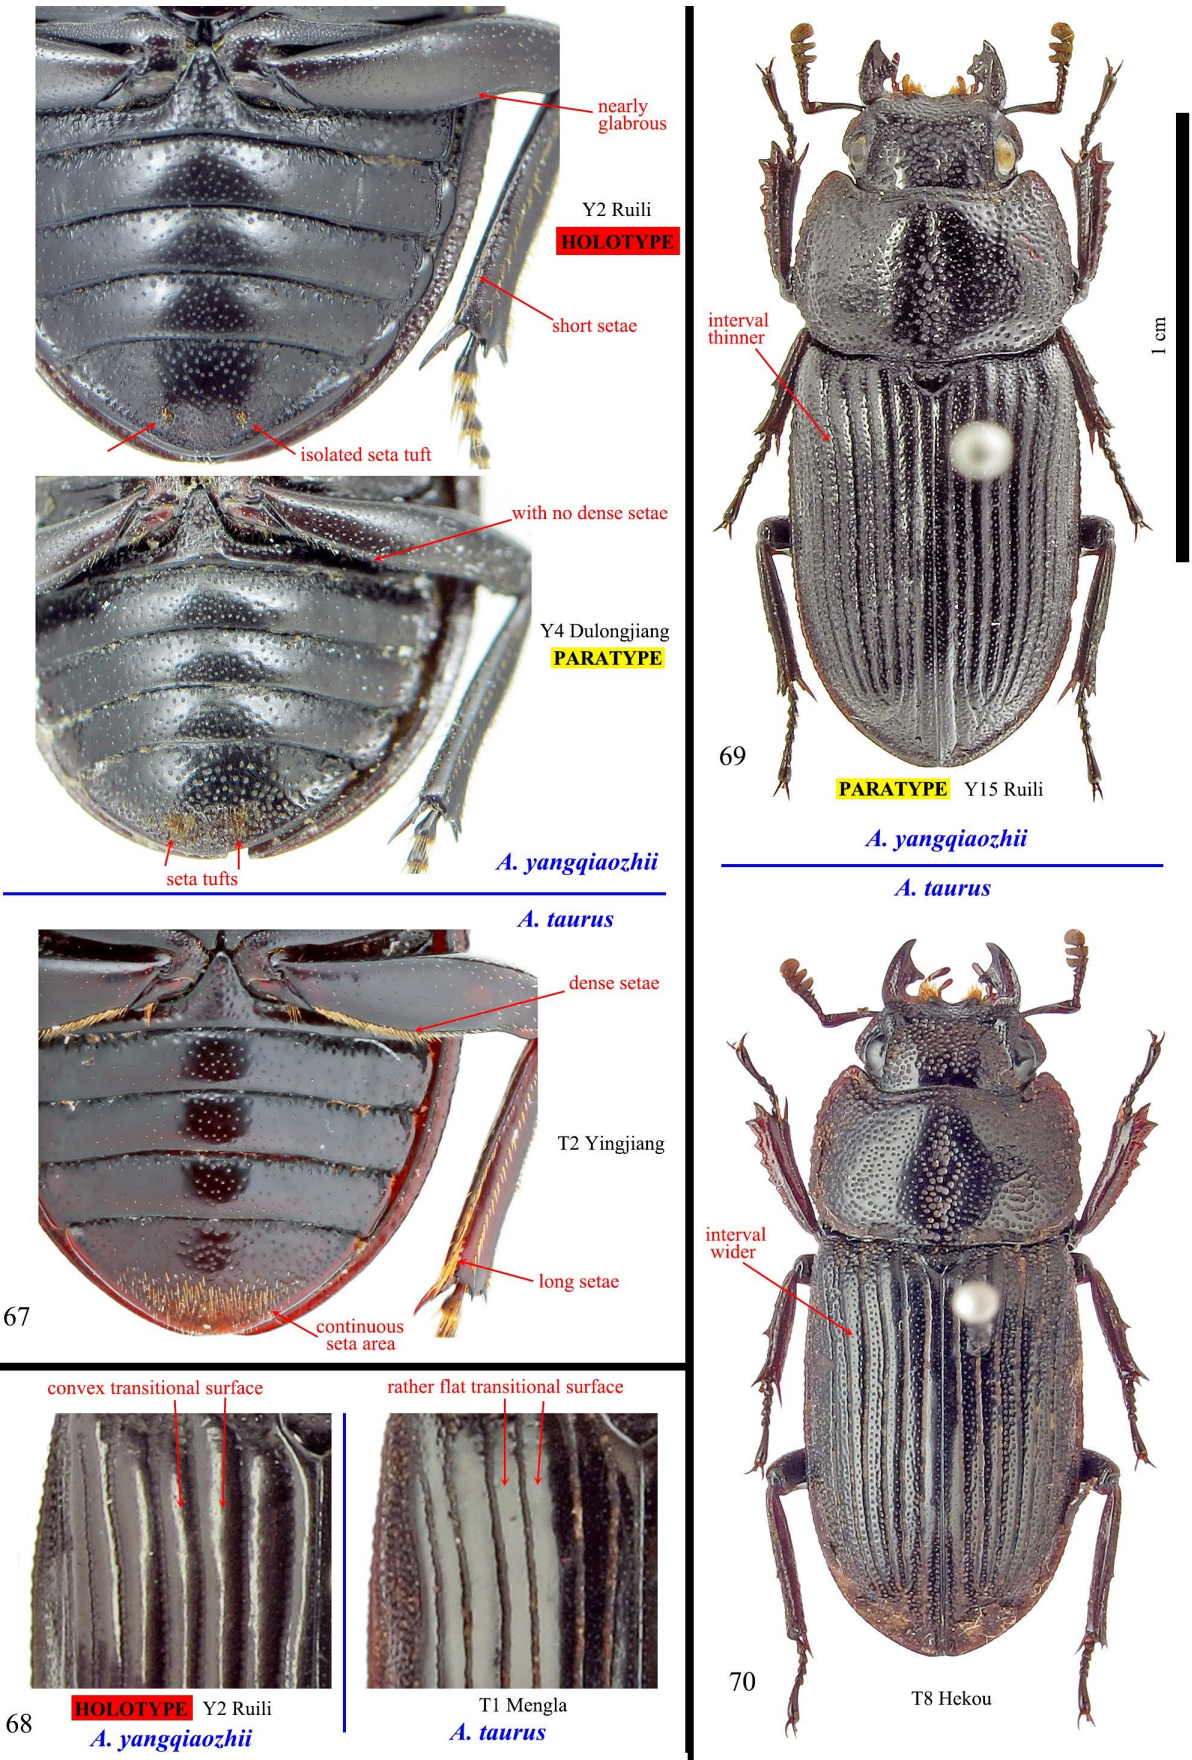 nearly
glabrous
Y2 Ruili
HOLOTYPE
short setae
isolated seta tuft
with no dense setae
Y4 Dulongjiang
PARATYPE
seta tufts
A. yangqiaozhii
A. taurus
dense setae
T2 Yingjiang
long setae
continuous
seta area
67
convex transitional surface
rather flat transitional surface
HOLOTYPE Y2 Ruili
A. yangqiaozhii
T1 Mengla
A. taurus
68
interval
thinner
1 cm
69
PARATYPE Y15 Ruili
A. yangqiaozhii
A. taurus
interval
wider
70
T8 Hekou